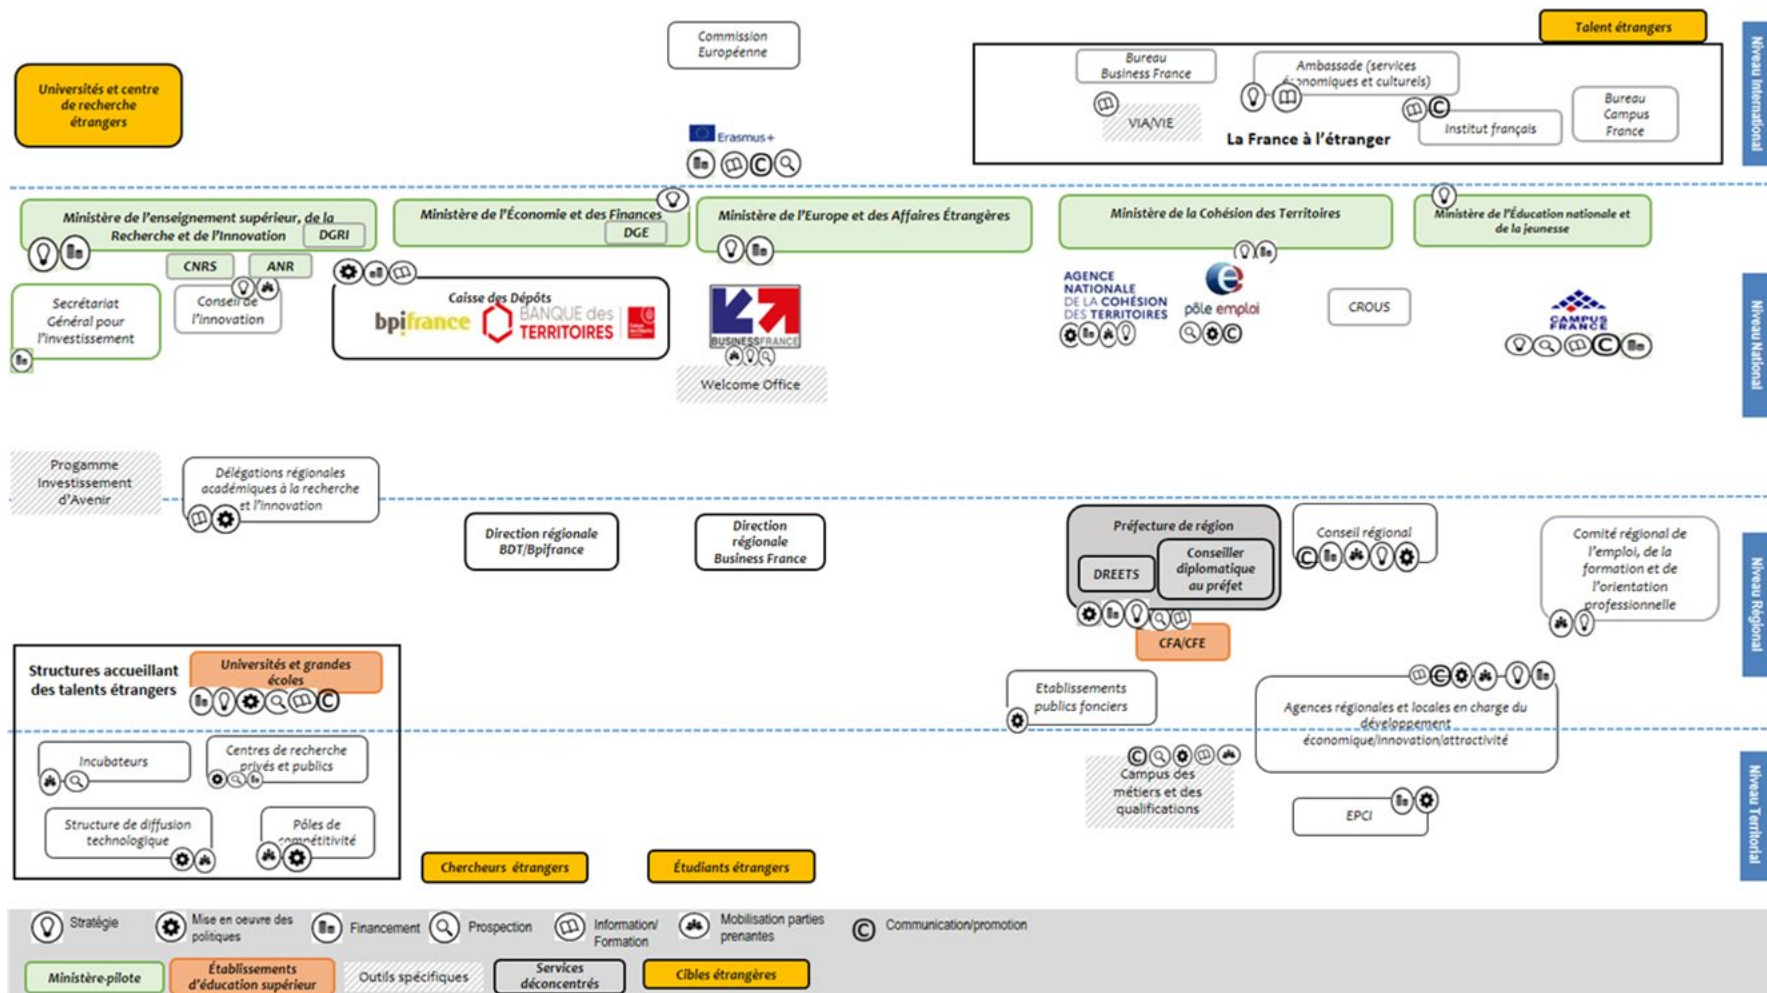 Commission
Européenne
Talent étrangers
Niveau International
Universités et centre
de recherche
étrangers
Bureau
Business France
Ambassade (services
économiques et culturels)
VIA/VIE
Institut français
Bureau
Campus
France
La France à l'étranger
Erasmus+
C
C
Ministère de l'enseignement supérieur, de la
Recherche et de l'Innovation
DGRI
Ministère de l'Économie et des Finances
DGE
Ministère de l'Europe et des Affaires Étrangères
Ministère de la Cohésion des Territoires
Ministère de l'Éducation nationale et
de la jeunesse
Niveau National
CNRS
ANR
Secrétariat
Général pour
l'Investissement
Conseil de
l'innovation
Caisse des Dépôts
bpifrance
BANQUE des
TERRITOIRES
BUSINESSFRANCE
Welcome Office
AGENCE
NATIONALE
DE LA COHÉSION
DES TERRITOIRES
pôle emploi
C
CROUS
CAMPUS
FRANCE
C
Progamme
Investissement
d'Avenir
Délégations régionales
académiques à la recherche
et l'innovation
Direction régionale
BDT/Bpifrance
Direction
régionale
Business France
Préfecture de région
DREETS
Conseiller
diplomatique
au préfet
Conseil régional
C
Comité régional de
l'emploi, de la
formation et de
l'orientation
professionnelle
Niveau Régional
CFA/CFE
Structures accueillant
des talents étrangers
Universités et grandes
écoles
C
Etablissements
publics fonciers
C
Agences régionales et locales en charge du
développement
économique/innovation/attractivité
Incubateurs
Centres de recherche
privés et publics
Structure de diffusion
technologique
Pôles de
compétitivité
C
Campus des
métiers et des
qualifications
EPCI
Niveau Territorial
Chercheurs étrangers
Étudiants étrangers
Stratégie
Mise en oeuvre des
politiques
Financement
Prospection
Information/
Formation
Mobilisation parties
prenantes
C
Communication/promotion
Ministère-pilote
Établissements
d'éducation supérieur
Outils spécifiques
Services
déconcentrés
Cibles étrangères